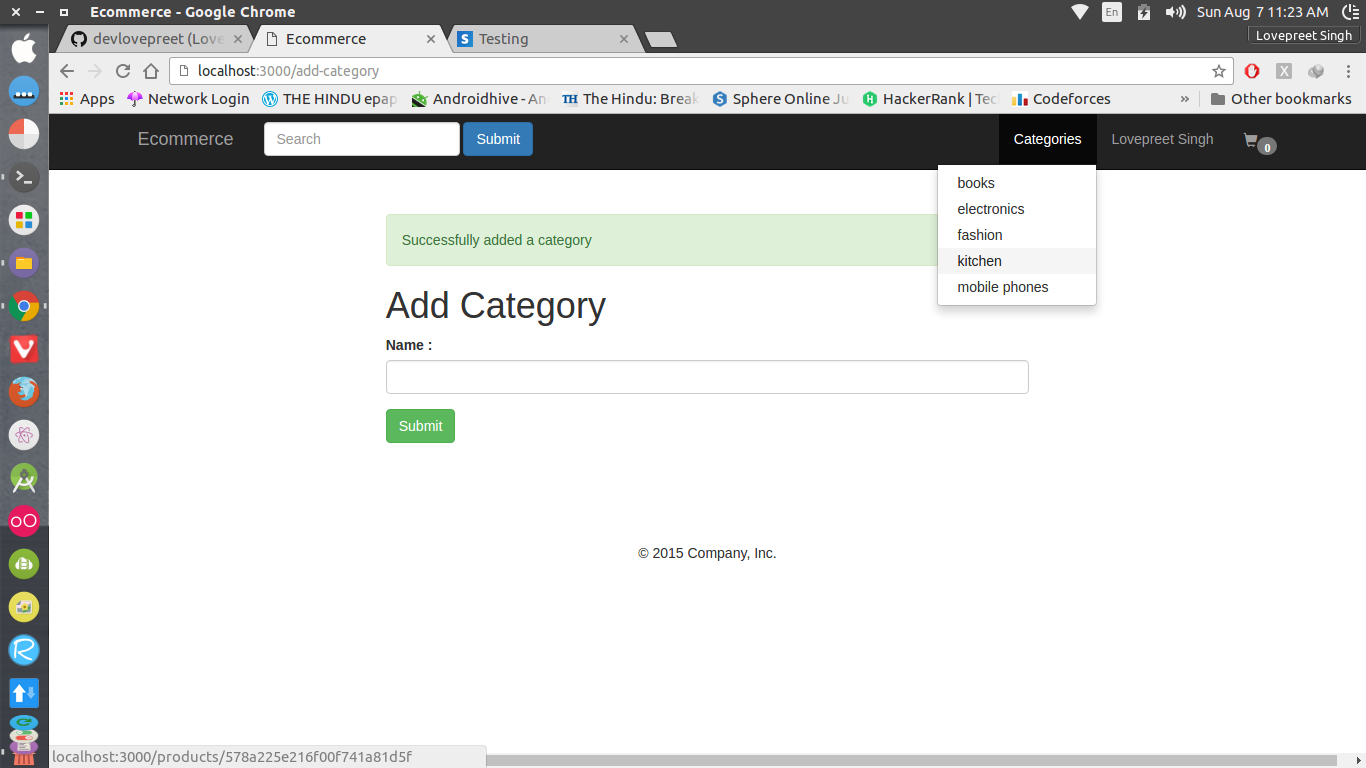 Ecommerce - Google Chrome
En
Sun Aug 7 11:23 AM
Lovepreet Singh
devlovepreet (Love
Ecommerce
Testing
localhost:3000/add-category
Apps
Network Login
THE HINDU epap
Androidhive - An
The Hindu: Break
Sphere Online Ju
HackerRank | Tec
Codeforces
»
Other bookmarks
Ecommerce
Search
Submit
Categories
Lovepreet Singh
0
books
electronics
fashion
kitchen
mobile phones
Successfully added a category
Add Category
Name :
Submit
© 2015 Company, Inc.
localhost:3000/products/578a225e216f00f741a81d5f